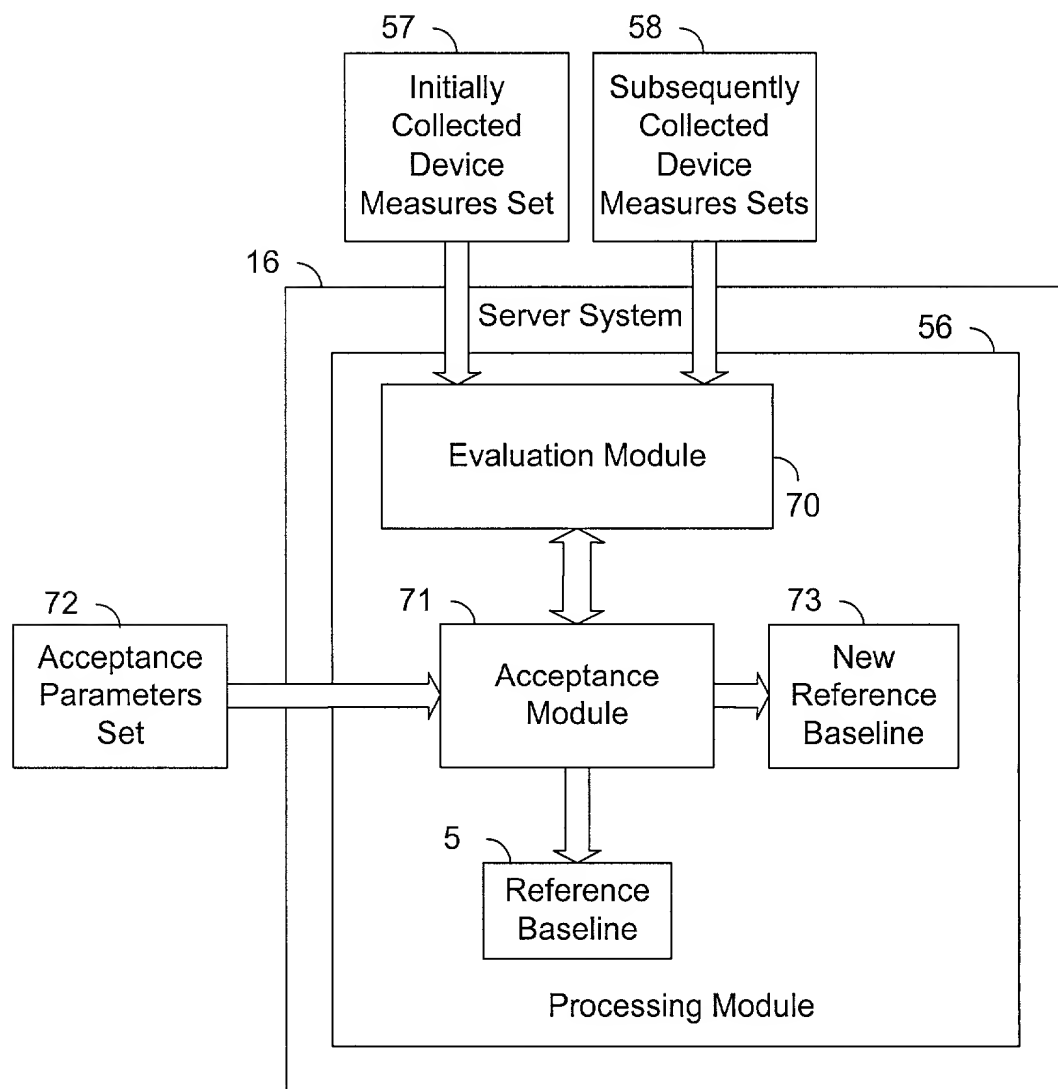 57
58
Initially
Collected
Device
Measures Set
Subsequently
Collected
Device
Measures Sets
16
Server System
56
Evaluation Module
70
72
71
73
Acceptance
Parameters
Set
Acceptance
Module
New
Reference
Baseline
5
Reference
Baseline
Processing Module